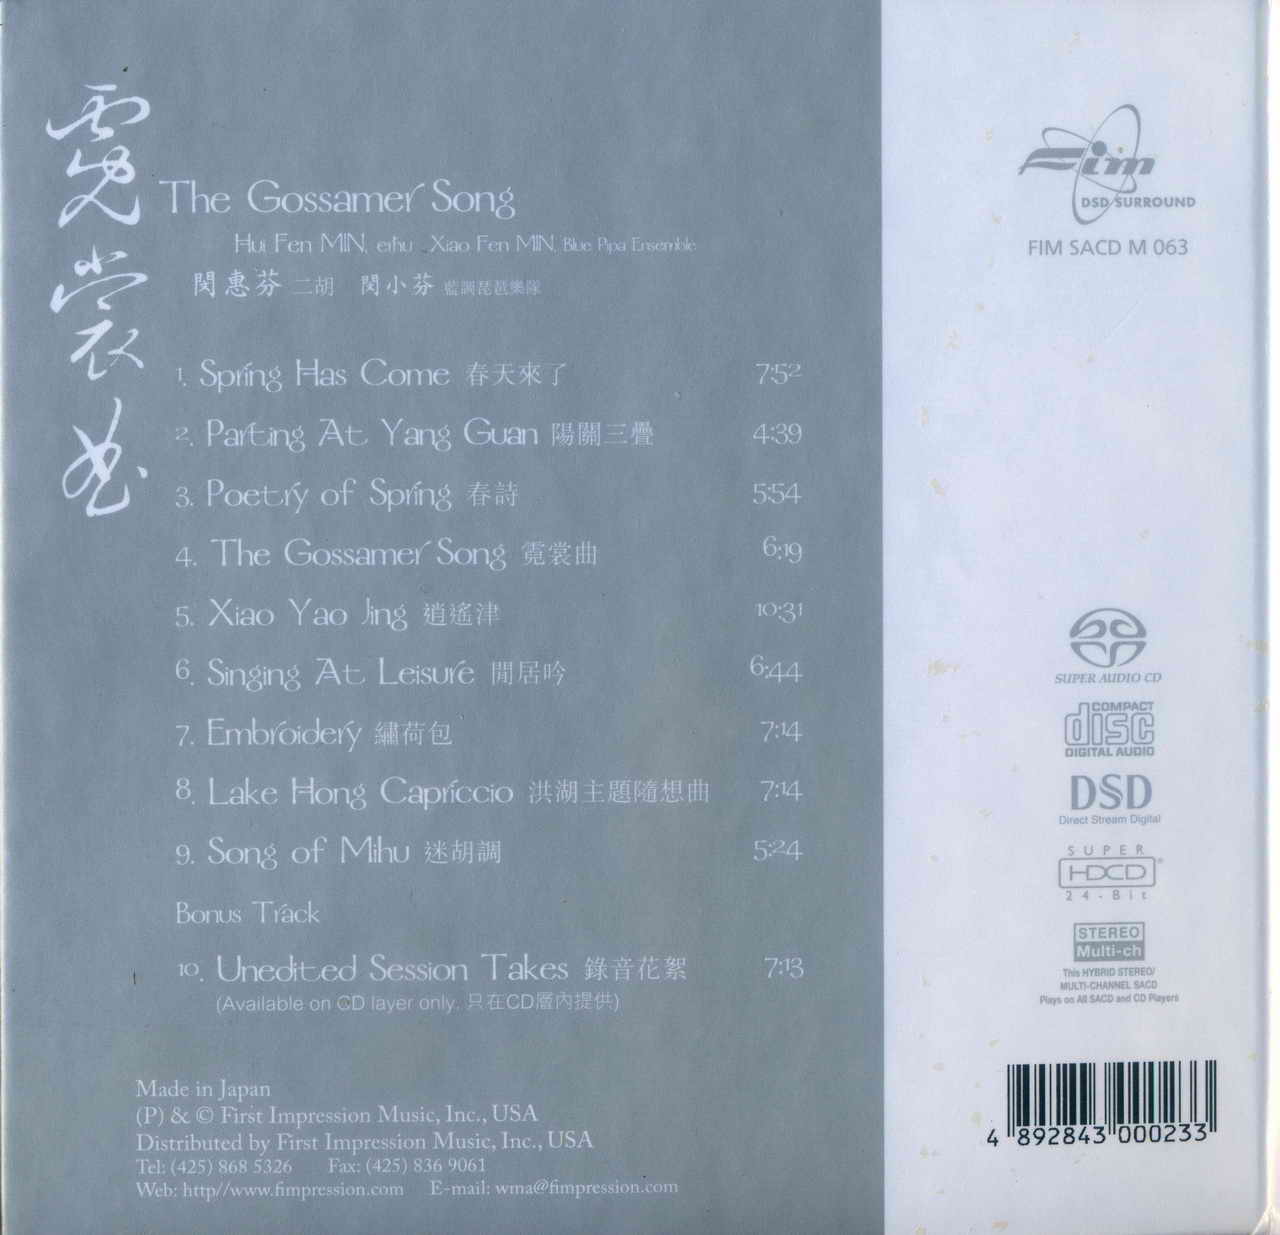 霓裳曲
The Gossamer Song
Hui Fen MIN, erhu Xiao Fen MIN, Blue Pipa Ensemble
閔惠芬 二胡 閔小芬 藍調琵琶樂隊
1. Spring Has Come 春天來了 7:52
2. Parting At Yang Guan 陽關三疊 4:39
3. Poetry of Spring 春詩 5:54
4. The Gossamer Song 霓裳曲 6:19
5. Xiao Yao Jing 逍遙津 10:31
6. Singing At Leisure 閒居吟 6:44
7. Embroidery 繡荷包 7:14
8. Lake Hong Capriccio 洪湖主題隨想曲 7:14
9. Song of Mihu 迷胡調 5:24
Bonus Track
10. Unedited Session Takes 錄音花絮 7:13
(Available on CD layer only. 只在CD層內提供)
Made in Japan
(P) & © First Impression Music, Inc., USA
Distributed by First Impression Music, Inc., USA
Tel: (425) 868 5326 Fax: (425) 836 9061
Web: http//www.fimpression.com E-mail: wma@fimpression.com
Fim
DSD SURROUND
FIM SACD M 063
SUPER AUDIO CD
COMPACT
disc
DIGITAL AUDIO
DSD
Direct Stream Digital
SUPER
HDCD®
24-Bit
STEREO
Multi-ch
This HYBRID STEREO/
MULTI-CHANNEL SACD
Plays on All SACD and CD Players
4 892843 000233